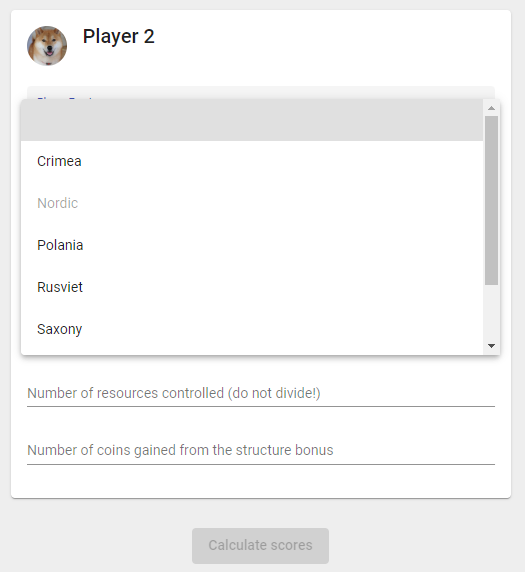 Player 2
Crimea
Nordic
Polania
Rusviet
Saxony
Number of resources controlled (do not divide!)
Number of coins gained from the structure bonus
Calculate scores